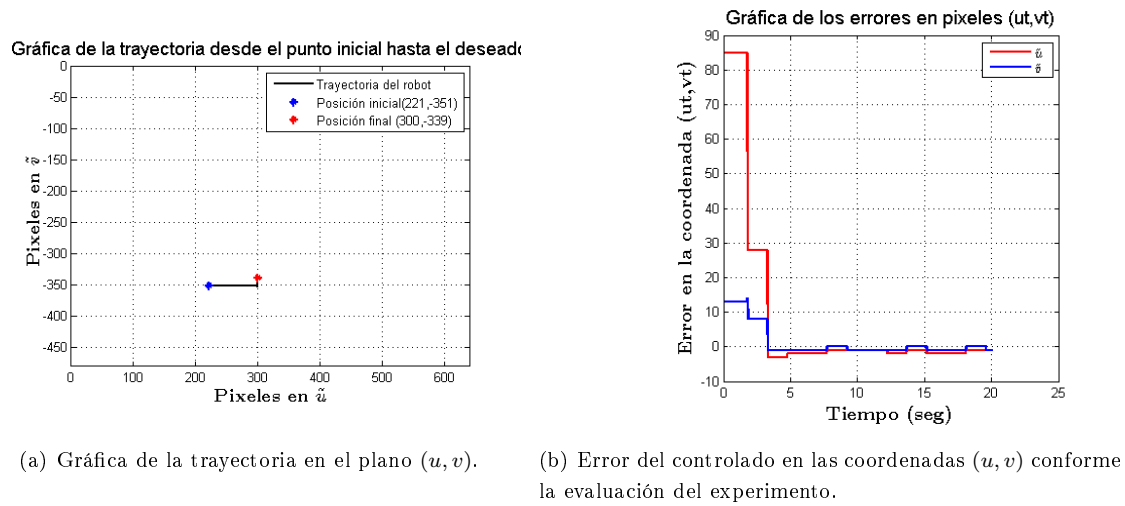 Gráfica de la trayectoria desde el punto inicial hasta el desead
0
-50
-100
-150
-200
-250
-300
-350
-400
-450
Pixeles en ṽ
0
100
200
300
400
500
600
Pixeles en ũ
Trayectoria del robot
Posición inicial(221,-351)
Posición final (300,-339)
(a) Gráfica de la trayectoria en el plano (u, v).
Gráfica de los errores en pixeles (ut,vt)
90
80
70
60
50
40
30
20
10
0
-10
Error en la coordenada (ut,vt)
0
5
10
15
20
25
Tiempo (seg)
ũ
ṽ
(b) Error del controlado en las coordenadas (u, v) conforme
la evaluación del experimento.